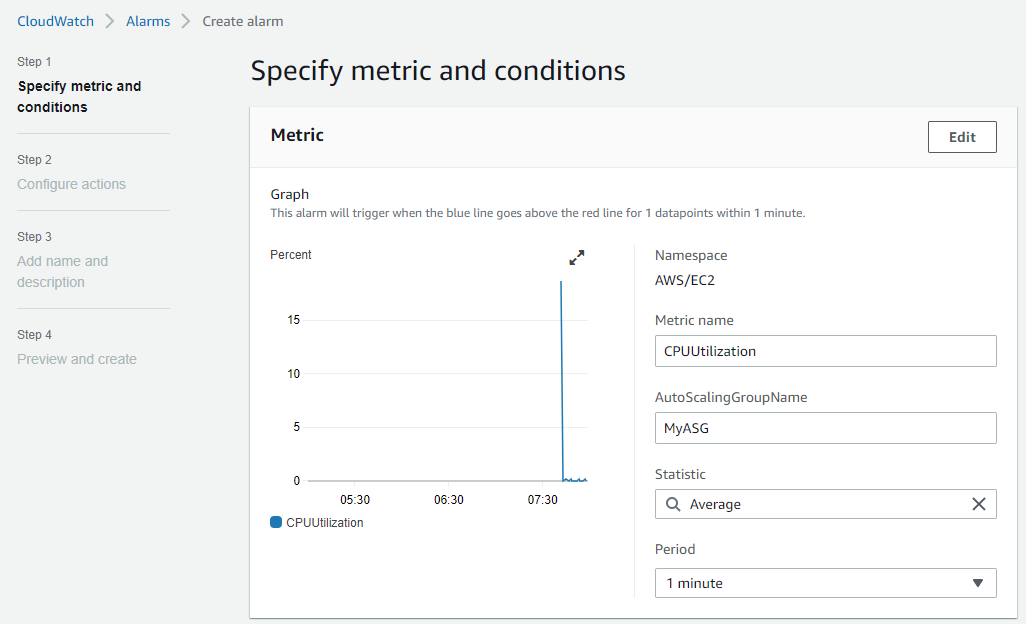 CloudWatch > Alarms > Create alarm
Step 1
Specify metric and
conditions
Step 2
Configure actions
Step 3
Add name and
description
Step 4
Preview and create
Specify metric and conditions
Metric
Edit
Graph
This alarm will trigger when the blue line goes above the red line for 1 datapoints within 1 minute.
Percent
15
10
5
0
05:30 06:30 07:30
CPUUtilization
Namespace
AWS/EC2
Metric name
CPUUtilization
AutoScalingGroupName
MyASG
Statistic
Average
Period
1 minute